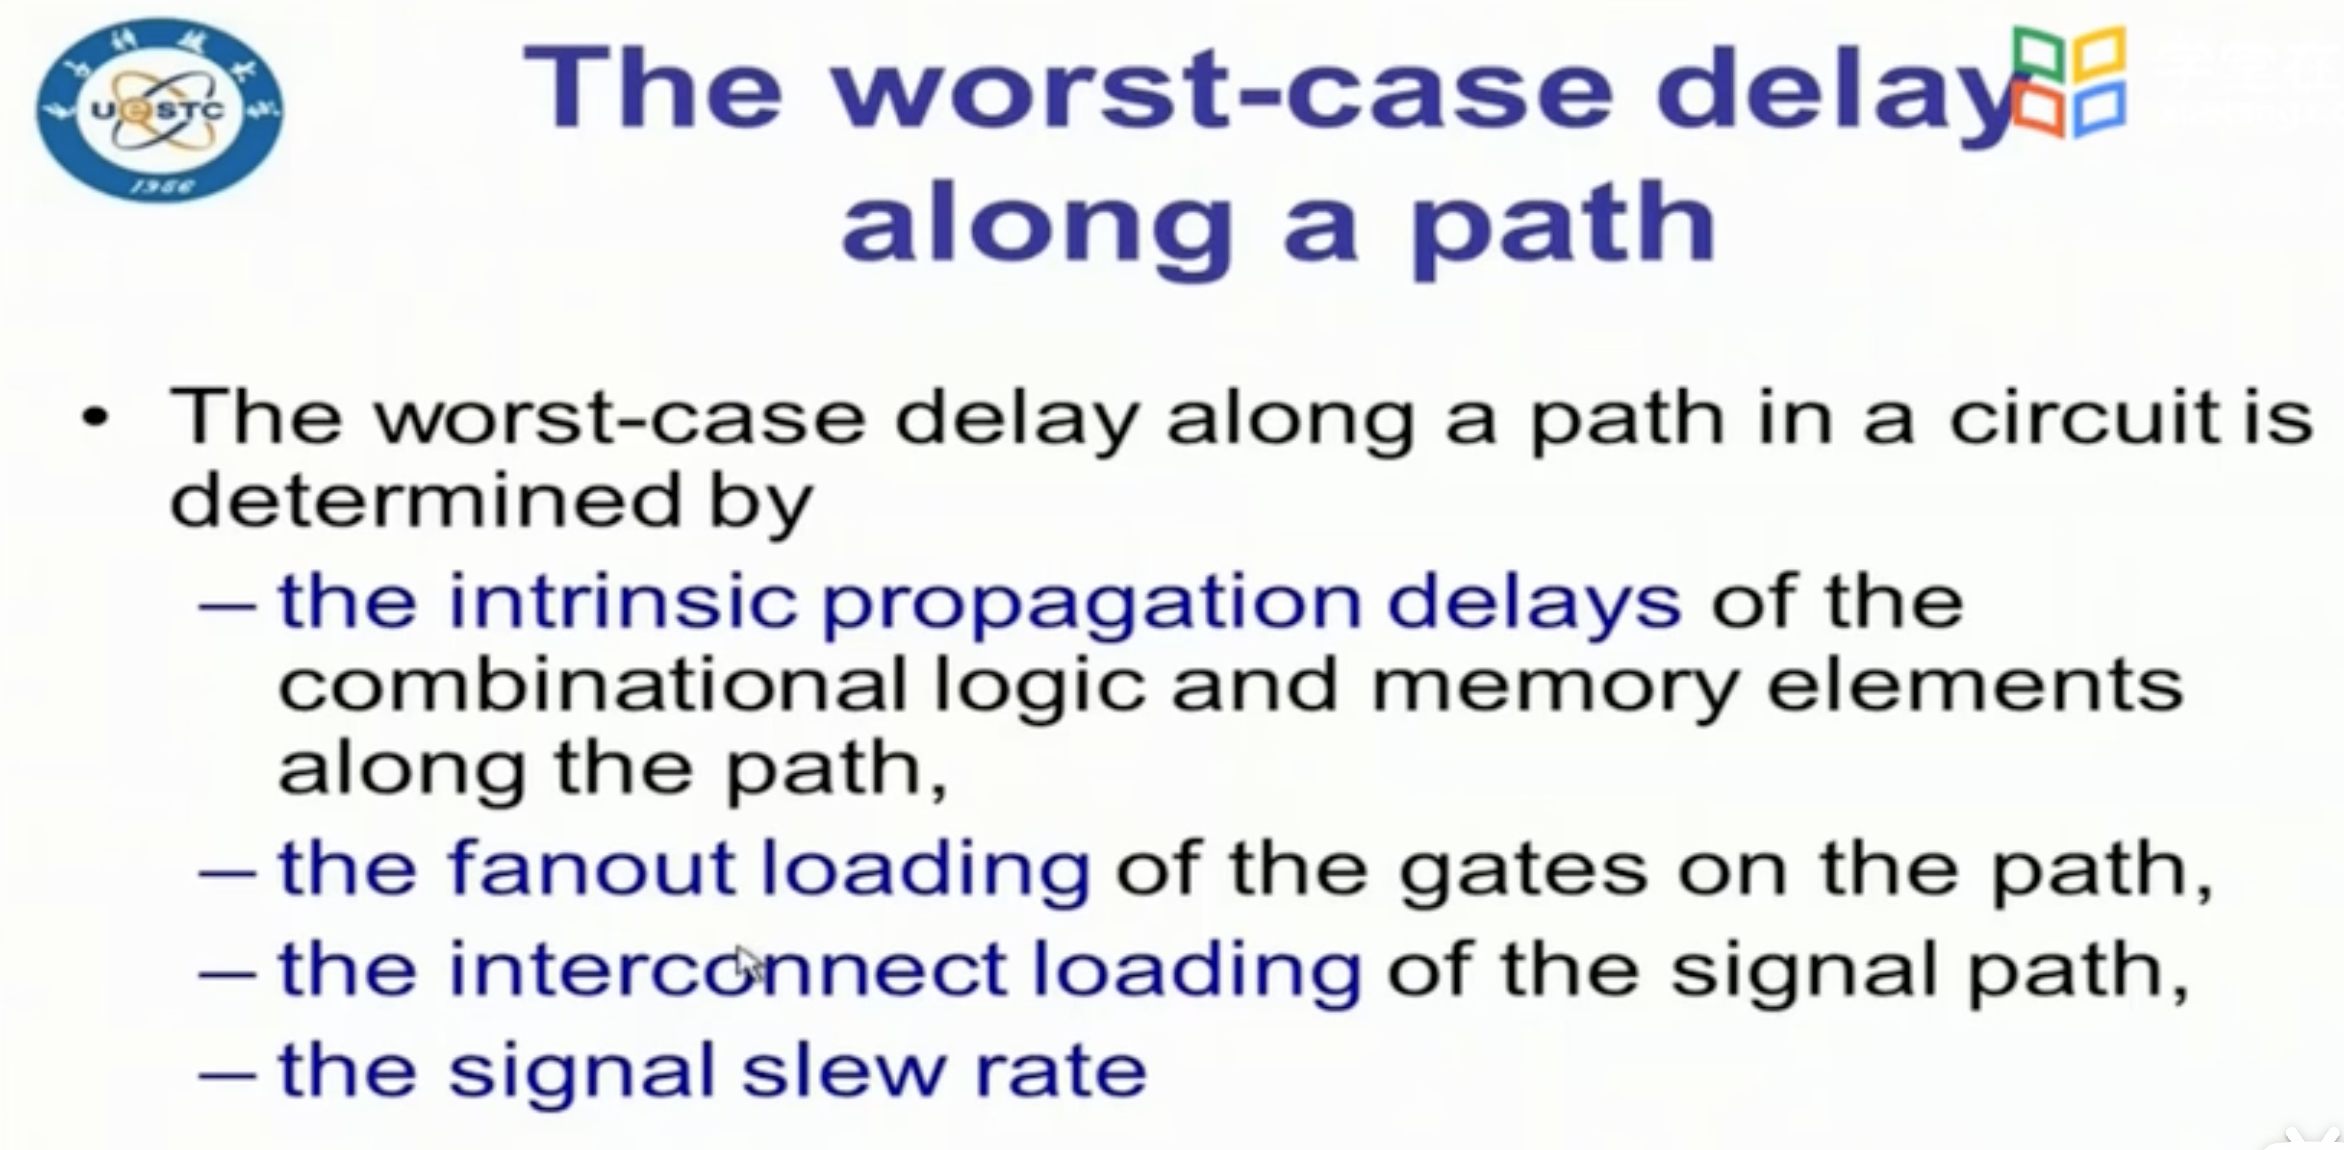 UESTC
1956
The worst-case delay
along a path
• The worst-case delay along a path in a circuit is
determined by
– the intrinsic propagation delays of the
combinational logic and memory elements
along the path,
– the fanout loading of the gates on the path,
– the interconnect loading of the signal path,
– the signal slew rate